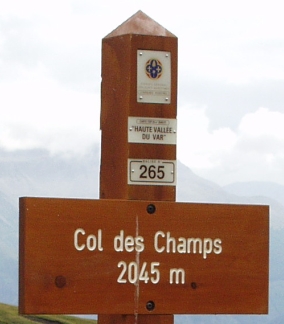 "HAUTE VALLÉE
DU VAR"
265
Col des Champs
2045 m